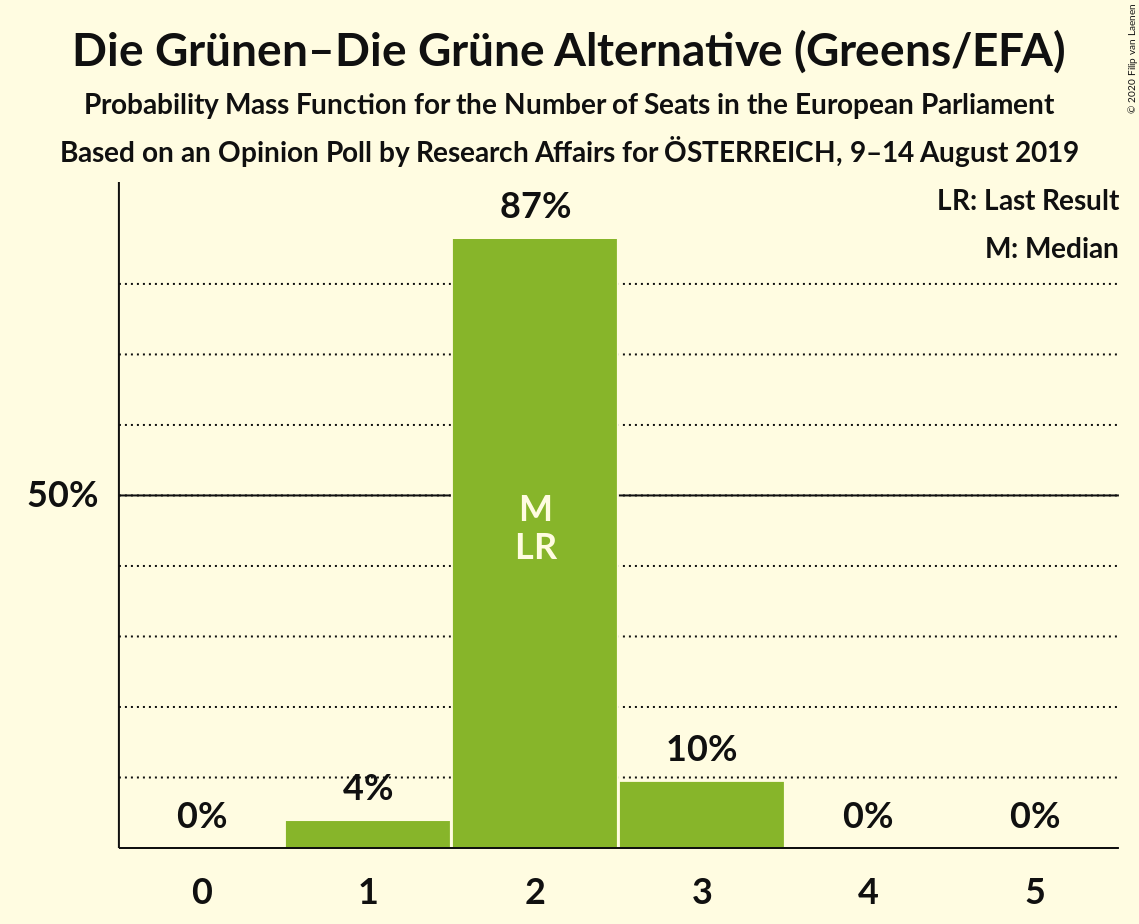 Die Grünen–Die Grüne Alternative (Greens/EFA)
Probability Mass Function for the Number of Seats in the European Parliament
Based on an Opinion Poll by Research Affairs for ÖSTERREICH, 9–14 August 2019
© 2020 Filip van Laenen
LR: Last Result
M: Median
87%
50%
M
LR
10%
4%
0%
0%
0%
0
1
2
3
4
5